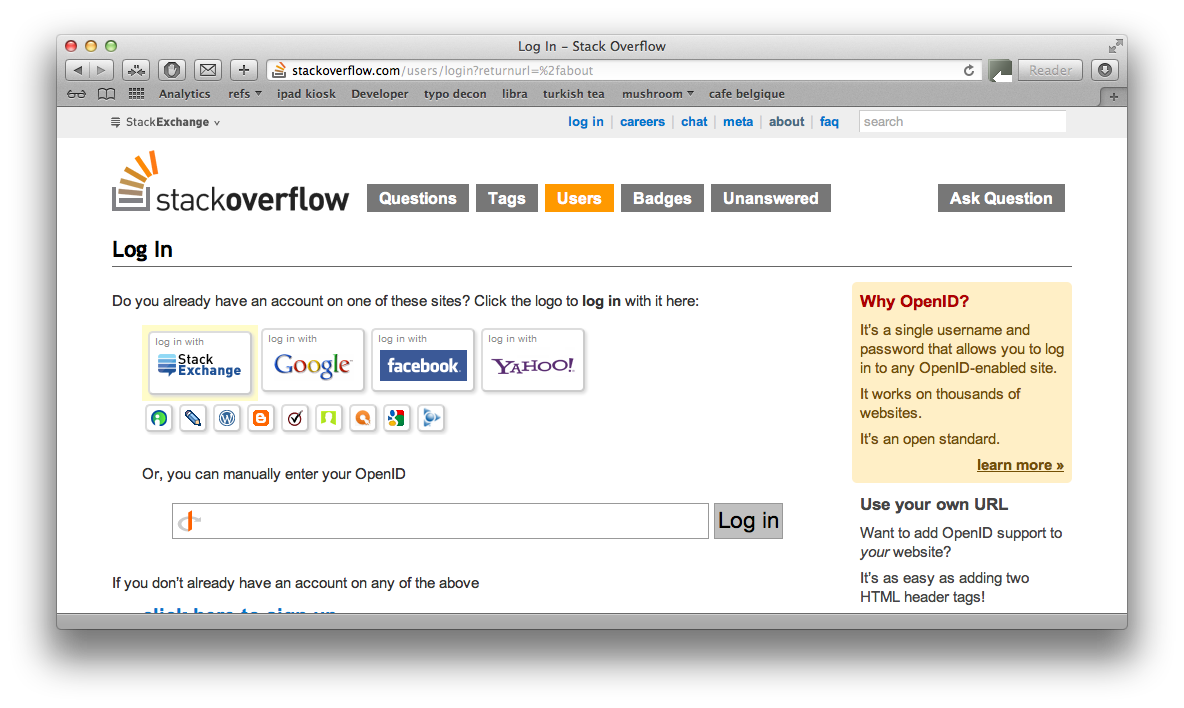 Log In – Stack Overflow
stackoverflow.com/users/login?returnurl=%2fabout
Reader
Analytics refs ipad kiosk Developer typo decon libra turkish tea mushroom cafe belgique
StackExchange log in | careers | chat | meta | about | faq search
stackoverflow Questions Tags Users Badges Unanswered Ask Question
Log In
Do you already have an account on one of these sites? Click the logo to log in with it here:
log in with Stack Exchange
log in with Google
log in with facebook
log in with YAHOO!
Or, you can manually enter your OpenID
Log in
If you don't already have an account on any of the above
click here to sign up
Why OpenID?
It's a single username and
password that allows you to log
in to any OpenID-enabled site.
It works on thousands of
websites.
It's an open standard.
learn more »
Use your own URL
Want to add OpenID support to
your website?
It's as easy as adding two
HTML header tags!